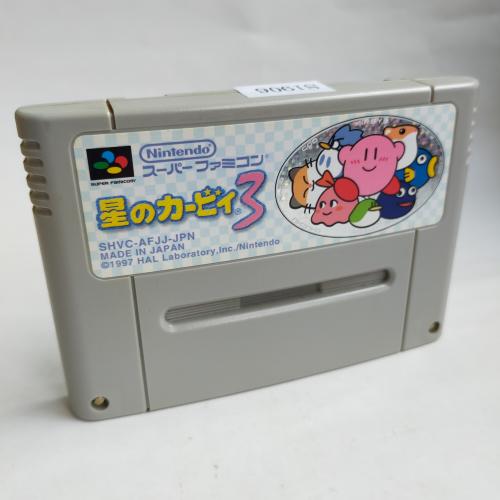 S1906
Nintendo
スーパーファミコン
SUPER FAMICOM
星のカービィ3
SHVC-AFJJ-JPN
MADE IN JAPAN
©1997 HAL Laboratory,Inc./Nintendo